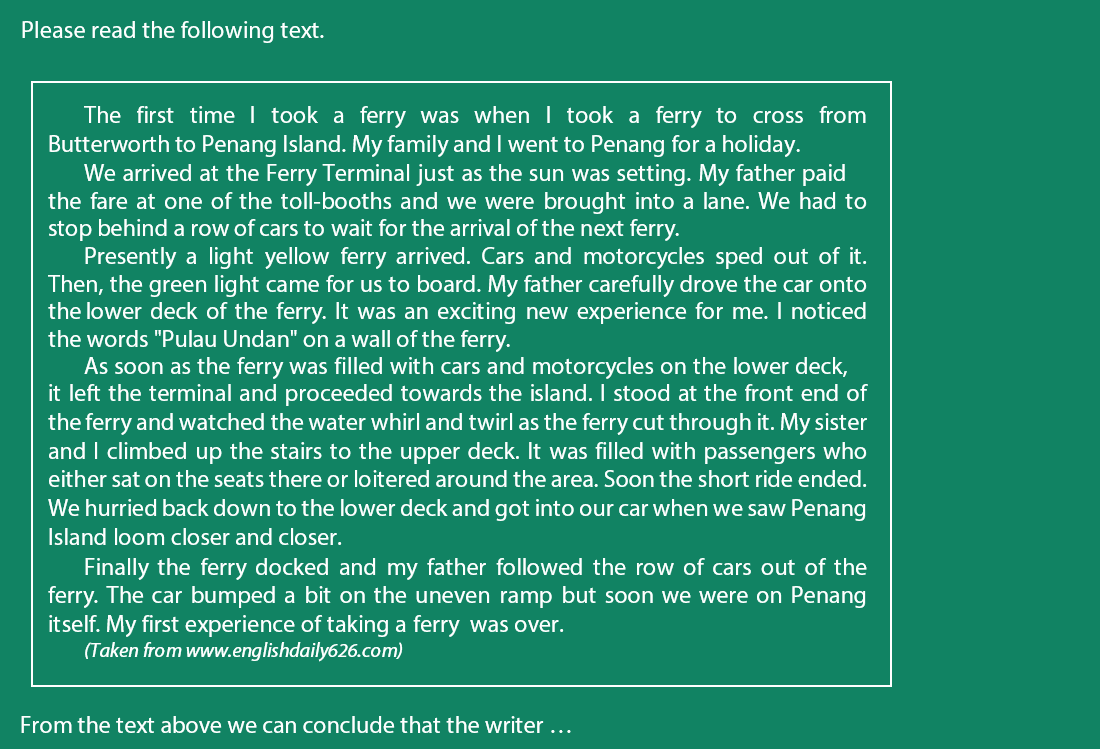 Please read the following text.
The first time I took a ferry was when I took a ferry to cross from
Butterworth to Penang Island. My family and I went to Penang for a holiday.
We arrived at the Ferry Terminal just as the sun was setting. My father paid
the fare at one of the toll-booths and we were brought into a lane. We had to
stop behind a row of cars to wait for the arrival of the next ferry.
Presently a light yellow ferry arrived. Cars and motorcycles sped out of it.
Then, the green light came for us to board. My father carefully drove the car onto
the lower deck of the ferry. It was an exciting new experience for me. I noticed
the words "Pulau Undan" on a wall of the ferry.
As soon as the ferry was filled with cars and motorcycles on the lower deck,
it left the terminal and proceeded towards the island. I stood at the front end of
the ferry and watched the water whirl and twirl as the ferry cut through it. My sister
and I climbed up the stairs to the upper deck. It was filled with passengers who
either sat on the seats there or loitered around the area. Soon the short ride ended.
We hurried back down to the lower deck and got into our car when we saw Penang
Island loom closer and closer.
Finally the ferry docked and my father followed the row of cars out of the
ferry. The car bumped a bit on the uneven ramp but soon we were on Penang
itself. My first experience of taking a ferry was over.
(Taken from www.englishdaily626.com)
From the text above we can conclude that the writer …